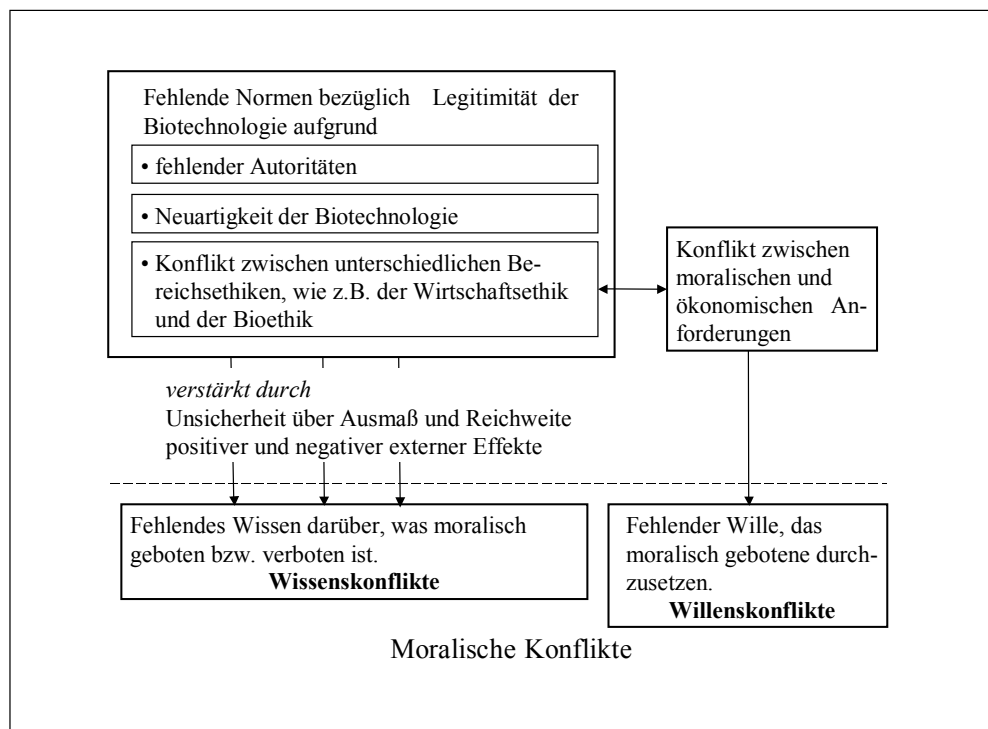 Fehlende Normen bezüglich Legitimität der
Biotechnologie aufgrund
• fehlender Autoritäten
• Neuartigkeit der Biotechnologie
• Konflikt zwischen unterschiedlichen Be-
reichsethiken, wie z.B. der Wirtschaftsethik
und der Bioethik
Konflikt zwischen
moralischen und
ökonomischen An-
forderungen
verstärkt durch
Unsicherheit über Ausmaß und Reichweite
positiver und negativer externer Effekte
Fehlendes Wissen darüber, was moralisch
geboten bzw. verboten ist.
Wissenskonflikte
Fehlender Wille, das
moralisch gebotene durch-
zusetzen.
Willenskonflikte
Moralische Konflikte